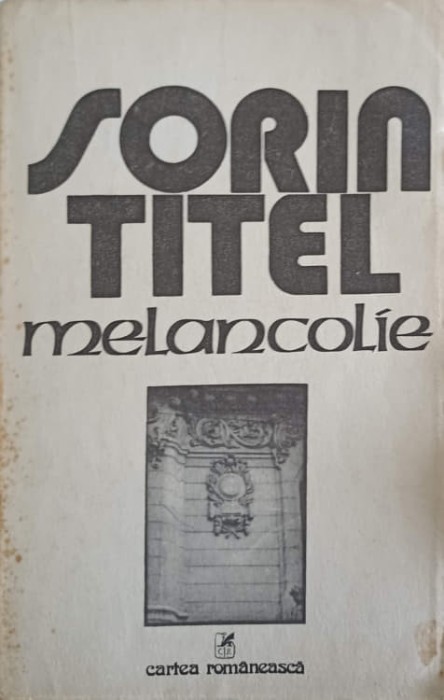 SORIN
TITEL
melancolie
cartea românească